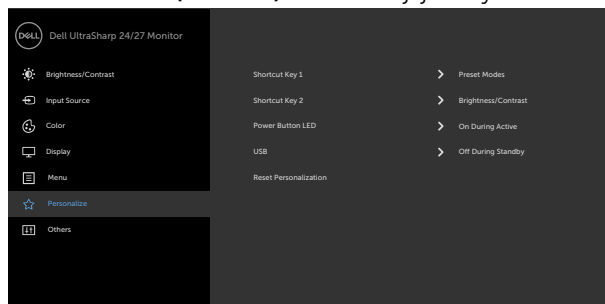 DELL
Dell UltraSharp 24/27 Monitor
Brightness/Contrast
Input Source
Color
Display
Menu
Personalize
Others
Shortcut Key 1
Preset Modes
Shortcut Key 2
Brightness/Contrast
Power Button LED
On During Active
USB
Off During Standby
Reset Personalization